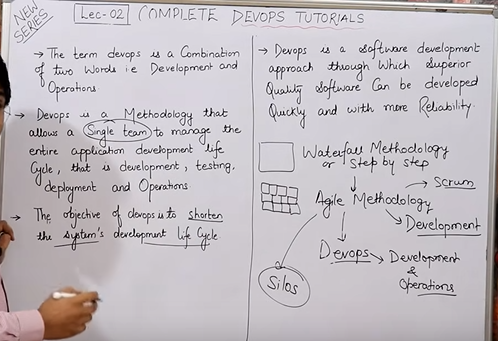 NEW
SERIES
Lec-02 COMPLETE DEVOPS TUTORIALS
→ The term devops is a Combination
of two Words i.e Development and
Operations.
→ Devops is a Methodology that
allows a Single team to manage the
entire application development life
Cycle, that is development, testing,
deployment and Operations
→ The objective of devops is to shorten
the system's development life Cycle.
→ Devops is a software development
approach through Which superior
Quality Software Can be developed
Quickly and with more Reliability.
Waterfall Methodology
or Step by step
→ Scrum
Agile Methodology
Development
Devops → Development
&
Operations
Silos